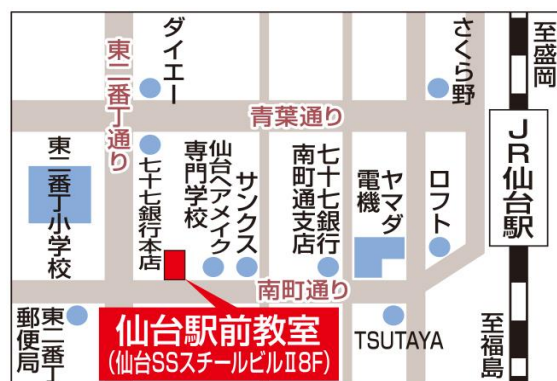 至盛岡
さくら野
ダイエー
東二番丁通り
青葉通り
JR仙台駅
ロフト
ヤマダ
電機
七十七銀行
南町通支店
サンクス
仙台ヘアメイク
専門学校
七十七銀行本店
東二番丁小学校
南町通り
至福島
TSUTAYA
仙台駅前教室
(仙台SSスチールビルⅡ8F)
東二番丁
郵便局